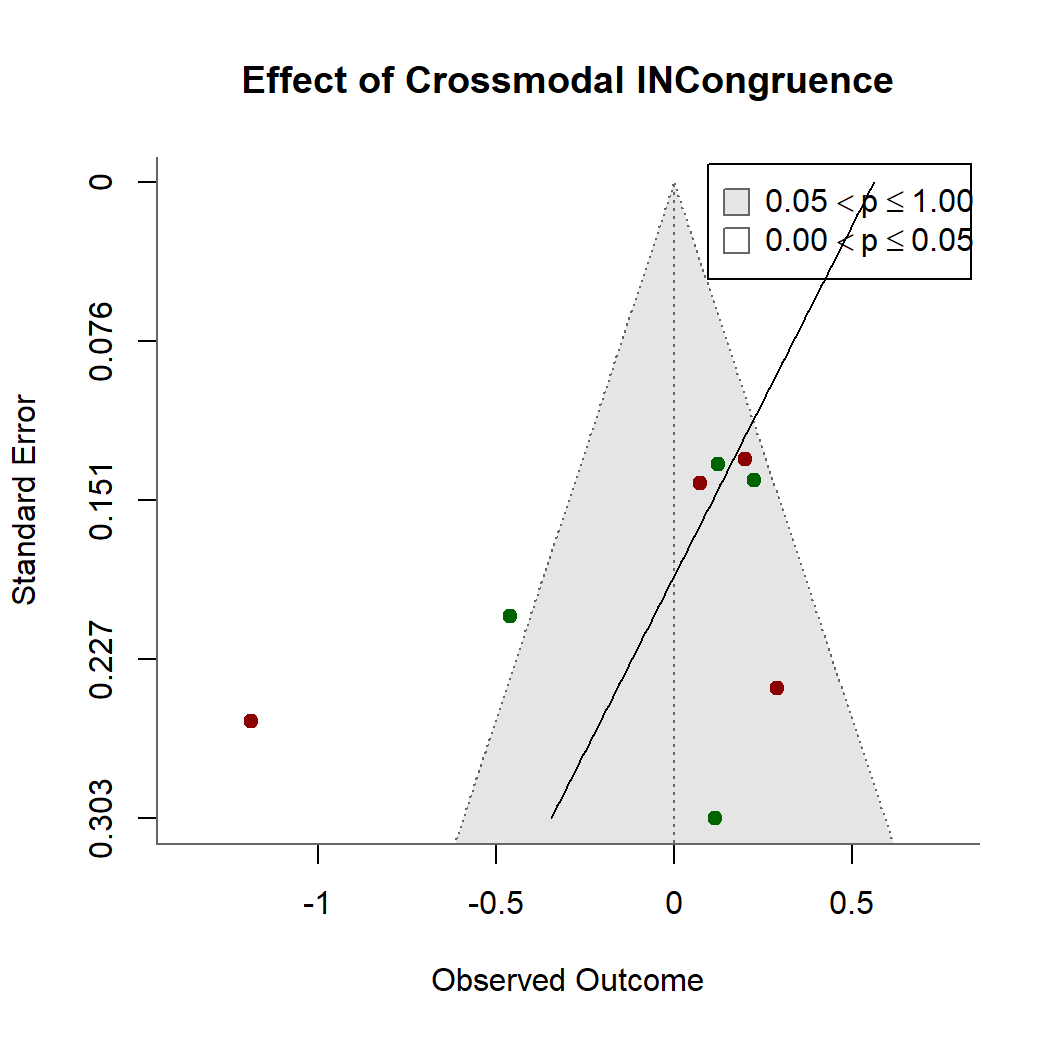 Effect of Crossmodal INCongruence
0.05 < p ≤ 1.00
0.00 < p ≤ 0.05
Standard Error
0
0.076
0.151
0.227
0.303
-1
-0.5
0
0.5
Observed Outcome